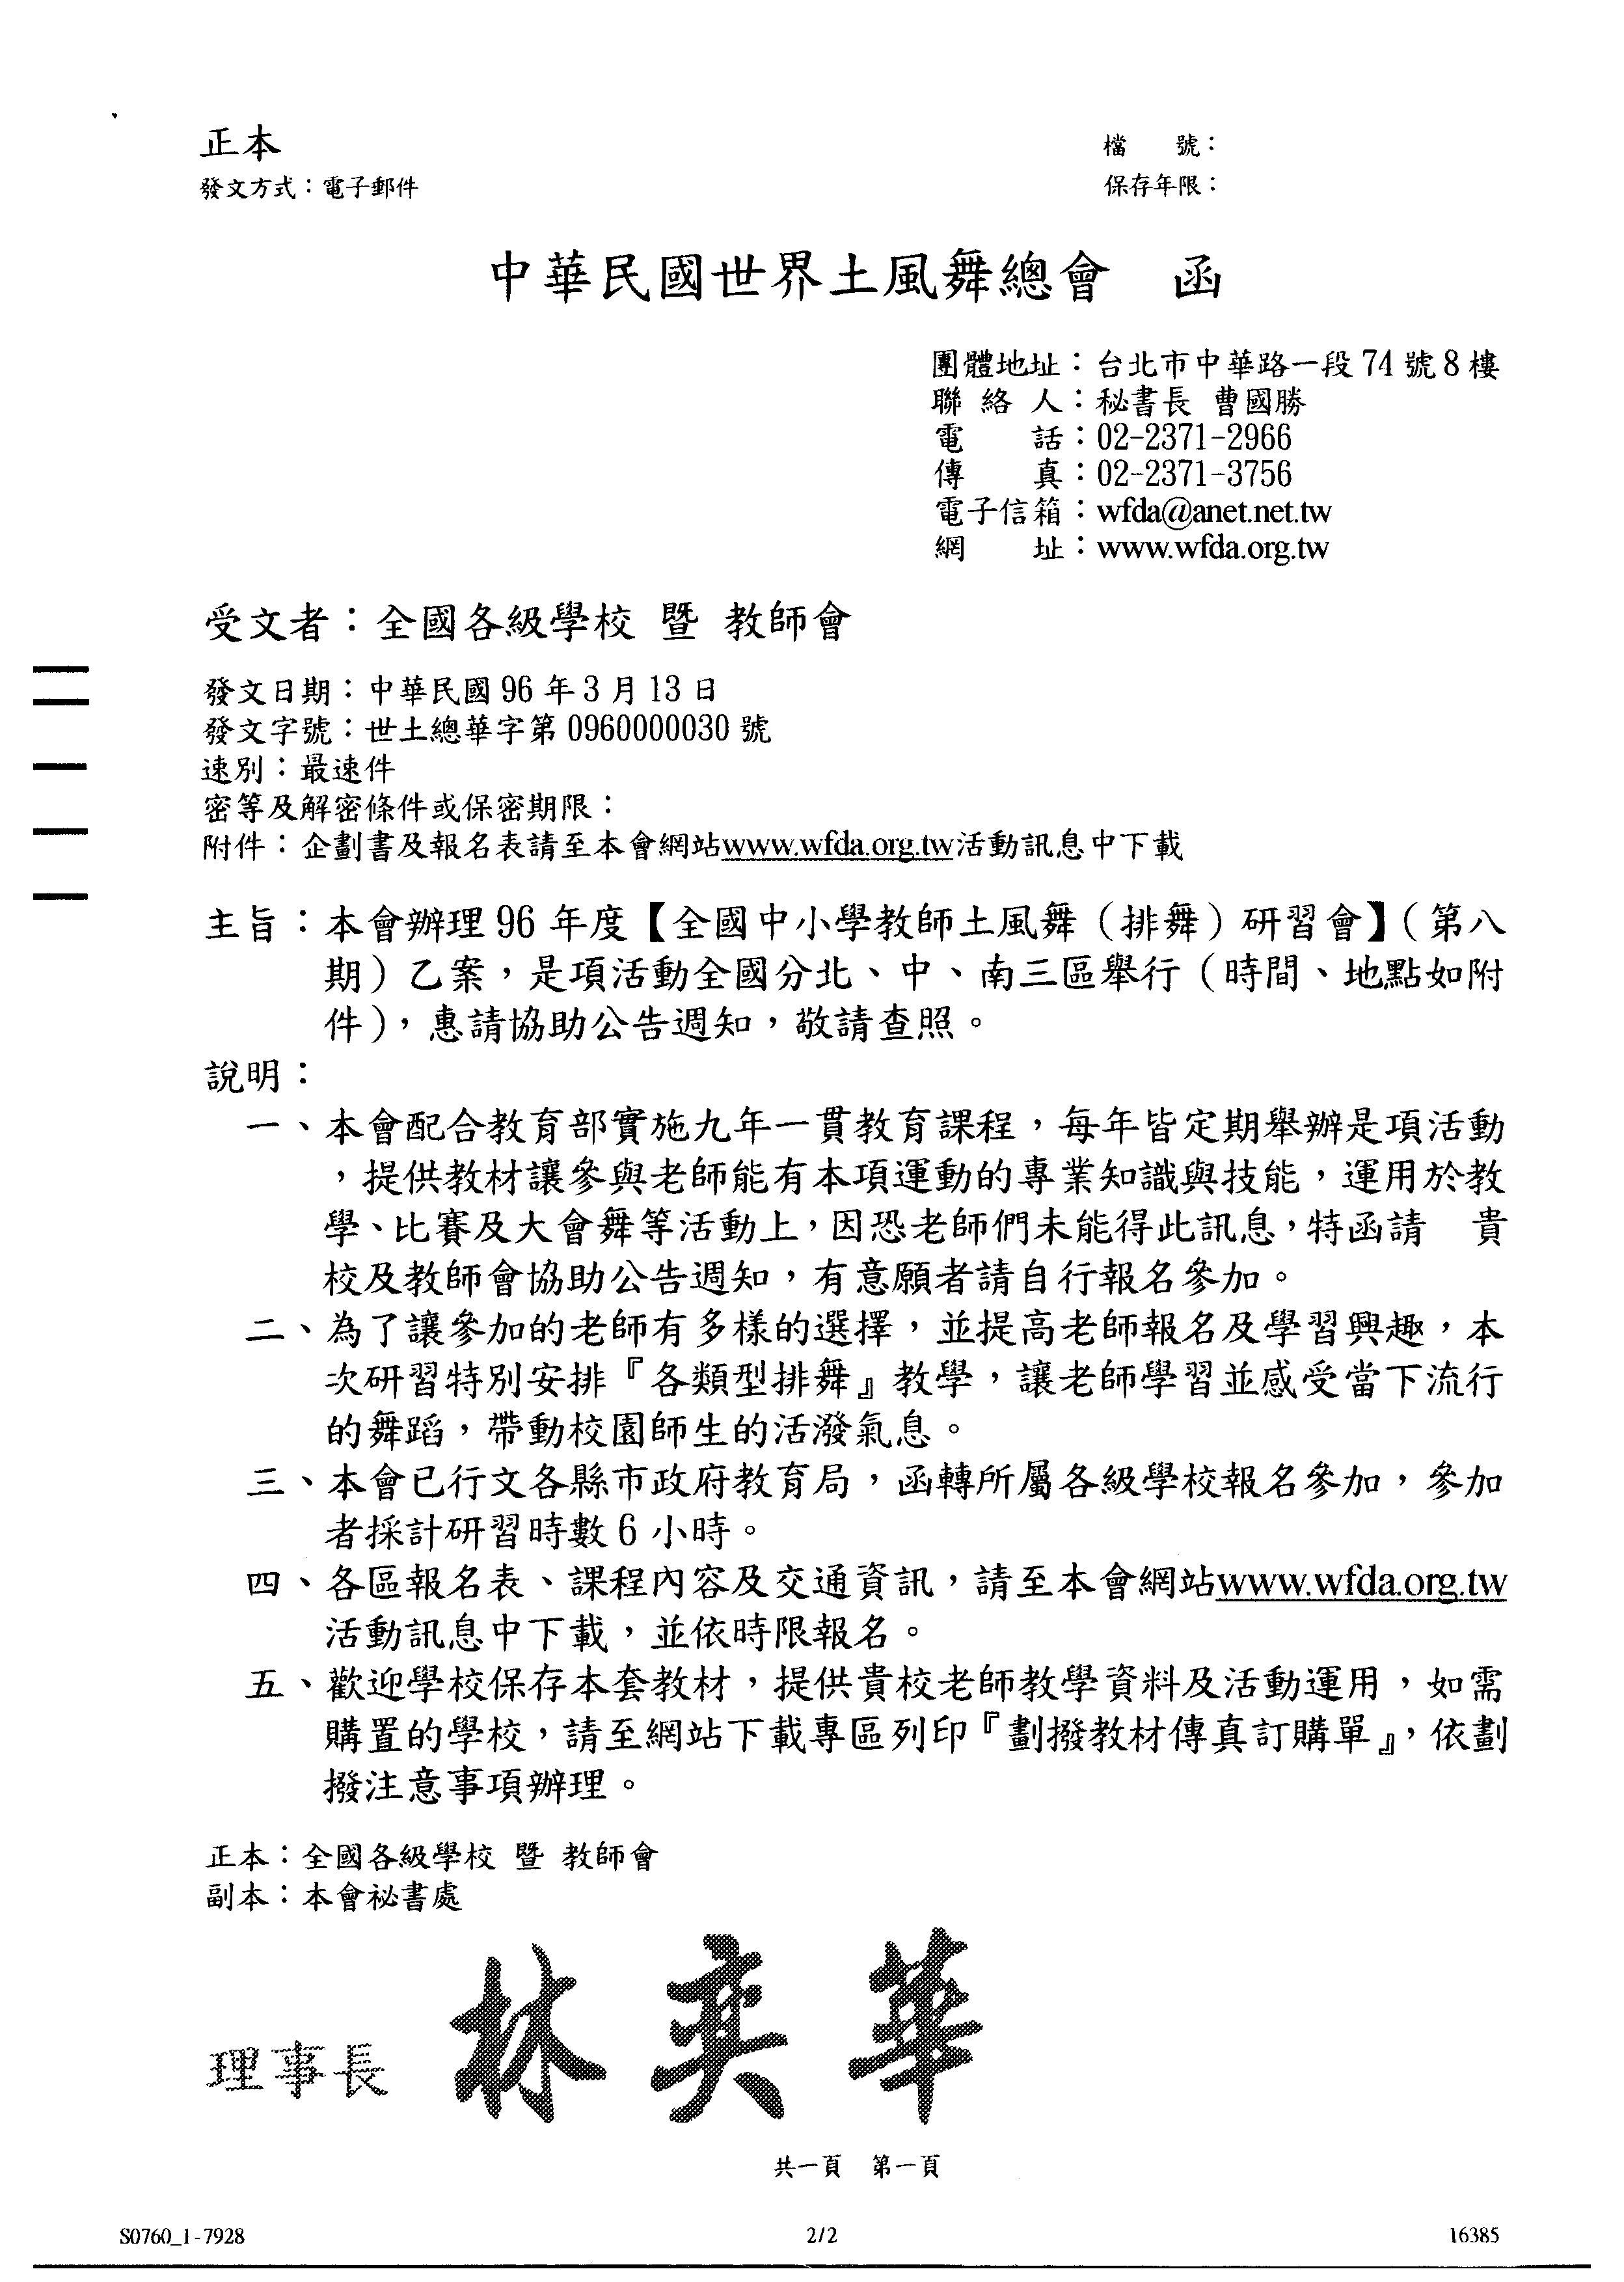 正本
檔　　號：
發文方式：電子郵件
保存年限：
中華民國世界土風舞總會　函
團體地址：台北市中華路一段 74 號 8 樓
聯 絡 人：秘書長 曹國勝
電　　話：02-2371-2966
傳　　真：02-2371-3756
電子信箱：wfda@anet.net.tw
網　　址：www.wfda.org.tw
受文者：全國各級學校 暨 教師會
發文日期：中華民國 96 年 3 月 13 日
發文字號：世土總華字第 0960000030 號
速別：最速件
密等及解密條件或保密期限：
附件：企劃書及報名表請至本會網站www.wfda.org.tw活動訊息中下載
主旨：本會辦理 96 年度【全國中小學教師土風舞（排舞）研習會】（第八
期）乙案，是項活動全國分北、中、南三區舉行（時間、地點如附
件），惠請協助公告週知，敬請查照。
說明：
一、本會配合教育部實施九年一貫教育課程，每年皆定期舉辦是項活動
，提供教材讓參與老師能有本項運動的專業知識與技能，運用於教
學、比賽及大會舞等活動上，因恐老師們未能得此訊息，特函請　貴
校及教師會協助公告週知，有意願者請自行報名參加。
二、為了讓參加的老師有多樣的選擇，並提高老師報名及學習興趣，本
次研習特別安排『各類型排舞』教學，讓老師學習並感受當下流行
的舞蹈，帶動校園師生的活潑氣息。
三、本會已行文各縣市政府教育局，函轉所屬各級學校報名參加，參加
者採計研習時數 6 小時。
四、各區報名表、課程內容及交通資訊，請至本會網站www.wfda.org.tw
活動訊息中下載，並依時限報名。
五、歡迎學校保存本套教材，提供貴校老師教學資料及活動運用，如需
購置的學校，請至網站下載專區列印『劃撥教材傳真訂購單』，依劃
撥注意事項辦理。
正本：全國各級學校 暨 教師會
副本：本會祕書處
理事長 林奕華
共一頁　第一頁
S0760_1-7928
2/2
16385